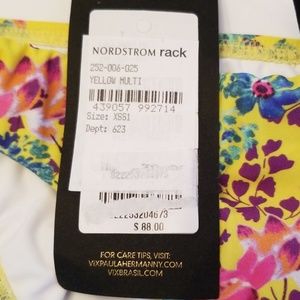 NORDSTROM rack
252-006-025
YELLOW MULTI
439057 992714
Size: XSS1
Dept: 623
$ 88.00
FOR CARE TIPS, VISIT:
VIXPAULAHERMANNY.COM
VIXBRASIL.COM